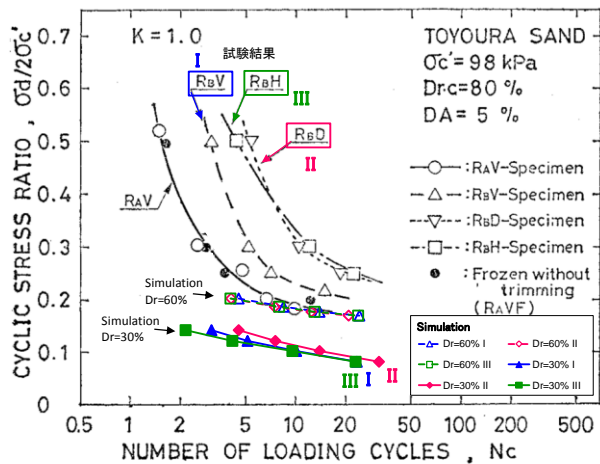 CYCLIC STRESS RATIO , σd/2σc'
0.7
0.6
0.5
0.4
0.3
0.2
0.1
0
K = 1.0
試験結果
TOYOURA SAND
σc' = 98 kPa
Drc = 80 %
DA = 5 %
I
RBV
RBH
III
RBD
II
RAV
:RAV-Specimen
:RBV-Specimen
:RBD-Specimen
:RBH-Specimen
:Frozen without
trimming
(RAVF)
Simulation
Dr=60%
Simulation
Dr=30%
III I II
Simulation
Dr=60% I Dr=60% II
Dr=60% III Dr=30% I
Dr=30% II Dr=30% III
0.5 1 2 5 10 20 50 100 200 500
NUMBER OF LOADING CYCLES , Nc